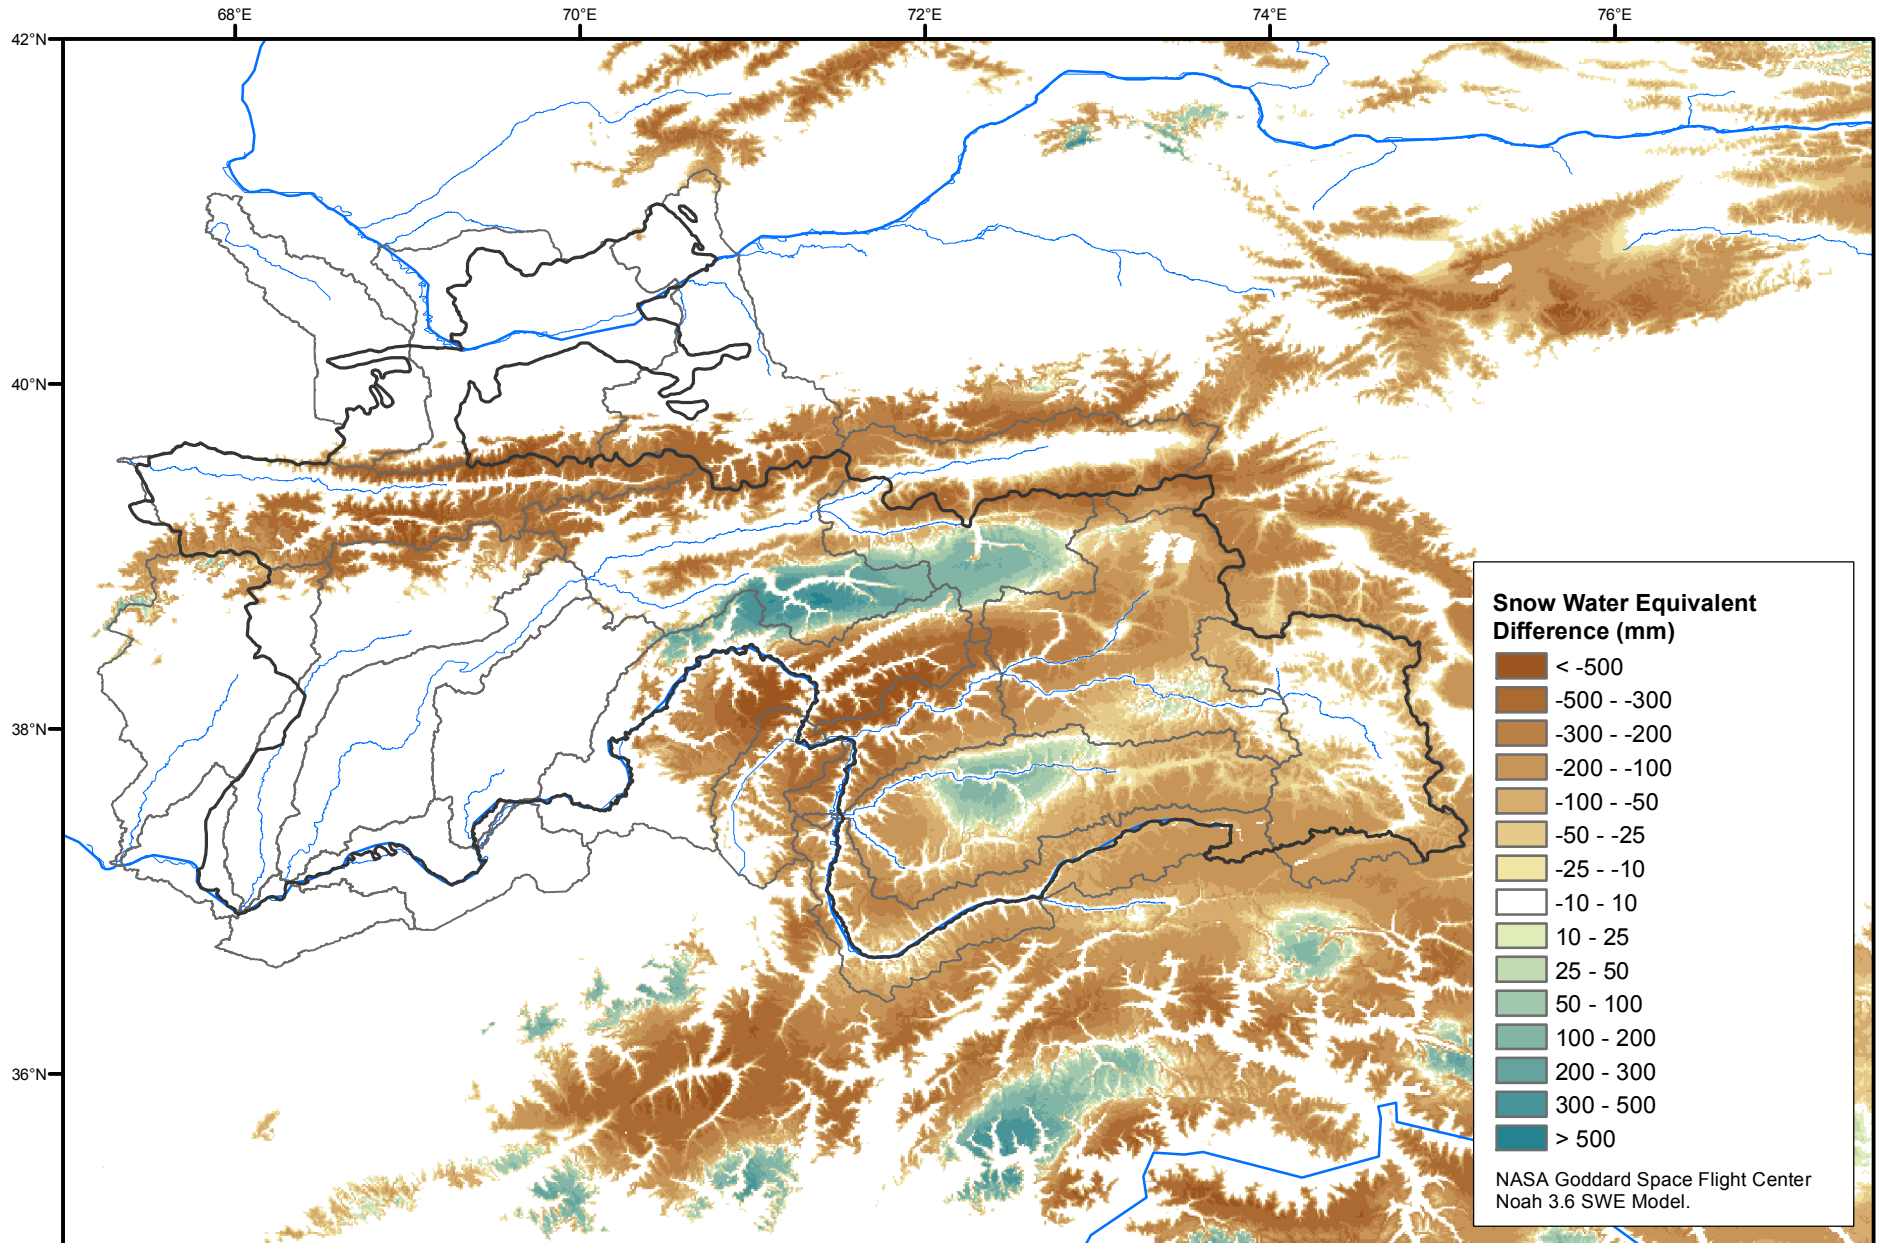 68°E
70°E
72°E
74°E
76°E
42°N
40°N
38°N
36°N
Snow Water Equivalent
Difference (mm)
< -500
-500 - -300
-300 - -200
-200 - -100
-100 - -50
-50 - -25
-25 - -10
-10 - 10
10 - 25
25 - 50
50 - 100
100 - 200
200 - 300
300 - 500
> 500
NASA Goddard Space Flight Center
Noah 3.6 SWE Model.